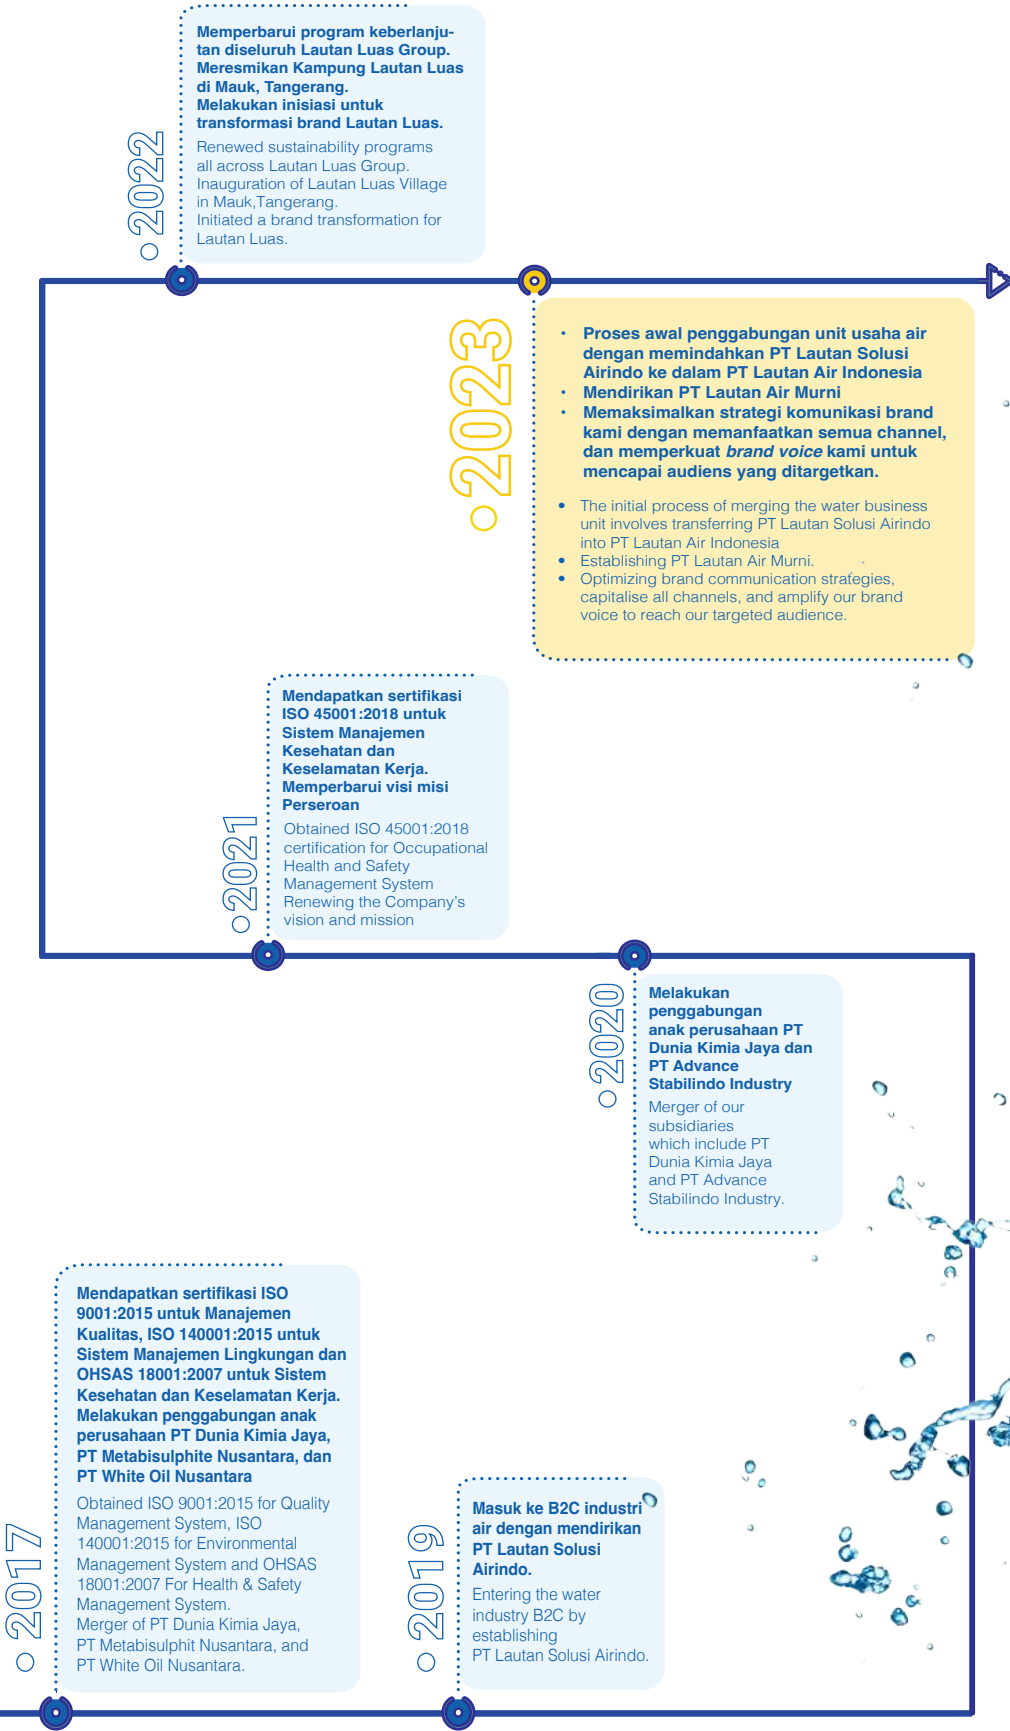 2022
Memperbarui program keberlanju-
tan diseluruh Lautan Luas Group.
Meresmikan Kampung Lautan Luas
di Mauk, Tangerang.
Melakukan inisiasi untuk
transformasi brand Lautan Luas.
Renewed sustainability programs
all across Lautan Luas Group.
Inauguration of Lautan Luas Village
in Mauk,Tangerang.
Initiated a brand transformation for
Lautan Luas.
2023
• Proses awal penggabungan unit usaha air
dengan memindahkan PT Lautan Solusi
Airindo ke dalam PT Lautan Air Indonesia
• Mendirikan PT Lautan Air Murni
• Memaksimalkan strategi komunikasi brand
kami dengan memanfaatkan semua channel,
dan memperkuat brand voice kami untuk
mencapai audiens yang ditargetkan.
• The initial process of merging the water business
unit involves transferring PT Lautan Solusi Airindo
into PT Lautan Air Indonesia
• Establishing PT Lautan Air Murni.
• Optimizing brand communication strategies,
capitalise all channels, and amplify our brand
voice to reach our targeted audience.
2021
Mendapatkan sertifikasi
ISO 45001:2018 untuk
Sistem Manajemen
Kesehatan dan
Keselamatan Kerja.
Memperbarui visi misi
Perseroan
Obtained ISO 45001:2018
certification for Occupational
Health and Safety
Management System
Renewing the Company's
vision and mission
2020
Melakukan
penggabungan
anak perusahaan PT
Dunia Kimia Jaya dan
PT Advance
Stabilindo Industry
Merger of our
subsidiaries
which include PT
Dunia Kimia Jaya
and PT Advance
Stabilindo Industry.
2017
Mendapatkan sertifikasi ISO
9001:2015 untuk Manajemen
Kualitas, ISO 140001:2015 untuk
Sistem Manajemen Lingkungan dan
OHSAS 18001:2007 untuk Sistem
Kesehatan dan Keselamatan Kerja.
Melakukan penggabungan anak
perusahaan PT Dunia Kimia Jaya,
PT Metabisulphite Nusantara, dan
PT White Oil Nusantara
Obtained ISO 9001:2015 for Quality
Management System, ISO
140001:2015 for Environmental
Management System and OHSAS
18001:2007 For Health & Safety
Management System.
Merger of PT Dunia Kimia Jaya,
PT Metabisulphit Nusantara, and
PT White Oil Nusantara.
2019
Masuk ke B2C industri
air dengan mendirikan
PT Lautan Solusi
Airindo.
Entering the water
industry B2C by
establishing
PT Lautan Solusi Airindo.